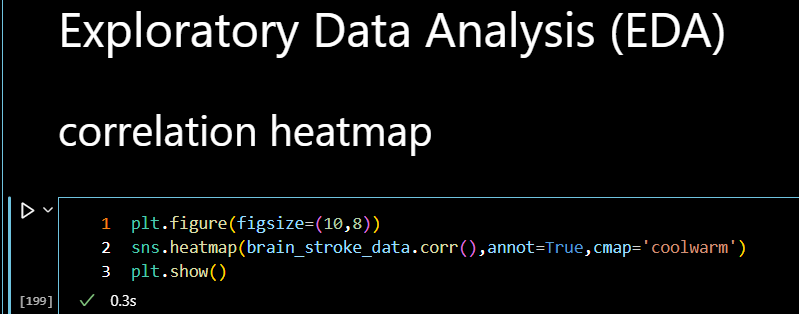 Exploratory Data Analysis (EDA)
correlation heatmap
1 plt.figure(figsize=(10,8))
2 sns.heatmap(brain_stroke_data.corr(),annot=True,cmap='coolwarm')
3 plt.show()
[199] 0.3s